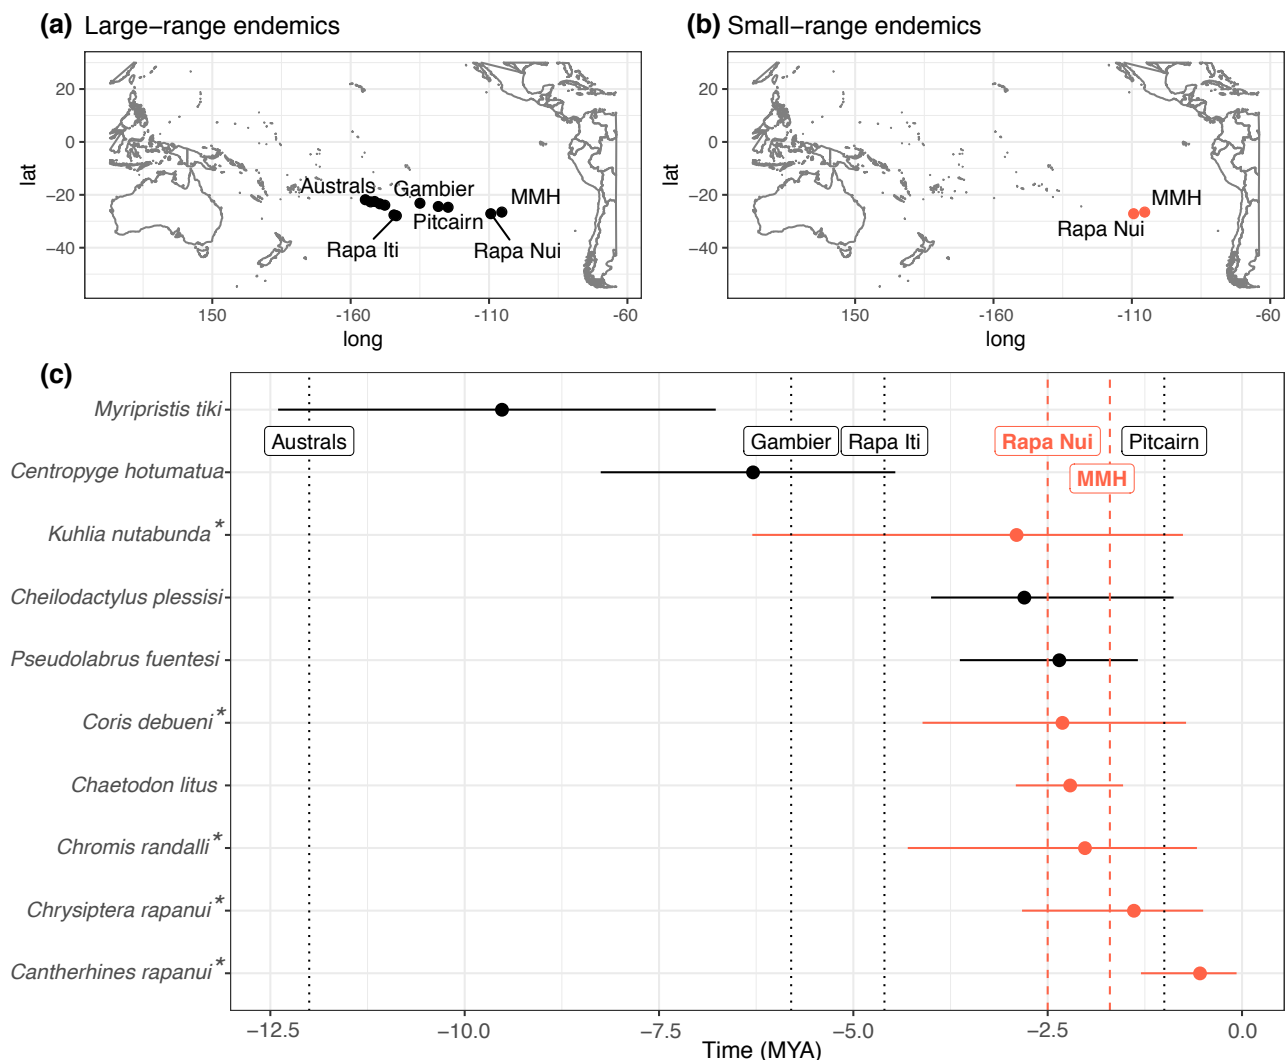 (a) Large−range endemics
(b) Small−range endemics
20
0
−20
−40
lat
Australs
Gambier
MMH
Pitcairn
Rapa Iti
Rapa Nui
150
-160
-110
-60
long
20
0
−20
−40
lat
MMH
Rapa Nui
150
-160
-110
-60
long
(c)
Myripristis tiki
Australs
Gambier
Rapa Iti
Rapa Nui
Pitcairn
Centropyge hotumatua
MMH
Kuhlia nutabunda*
Cheilodactylus plessisi
Pseudolabrus fuentesi
Coris debueni*
Chaetodon litus
Chromis randalli*
Chrysiptera rapanui*
Cantherhines rapanui*
−12.5
−10.0
−7.5
−5.0
−2.5
0.0
Time (MYA)